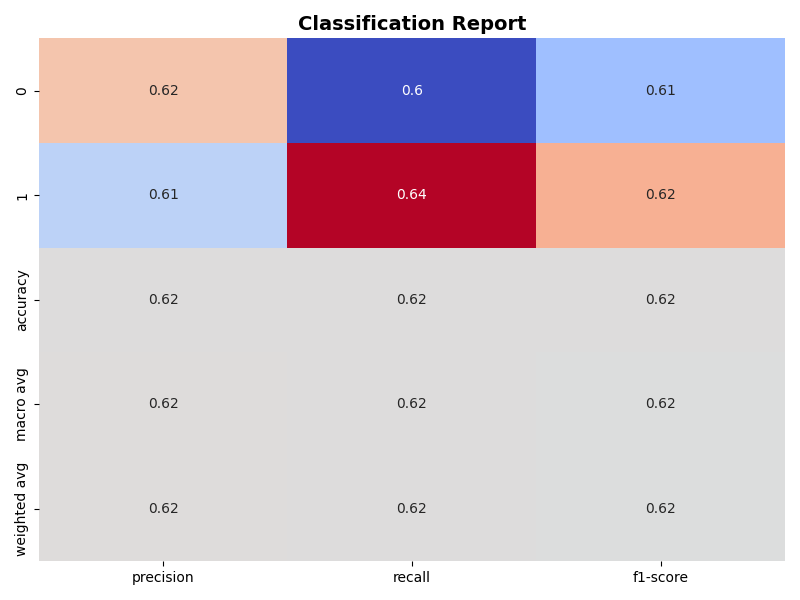 Classification Report
0 0.62 0.6 0.61
1 0.61 0.64 0.62
accuracy 0.62 0.62 0.62
macro avg 0.62 0.62 0.62
weighted avg 0.62 0.62 0.62
precision recall f1-score